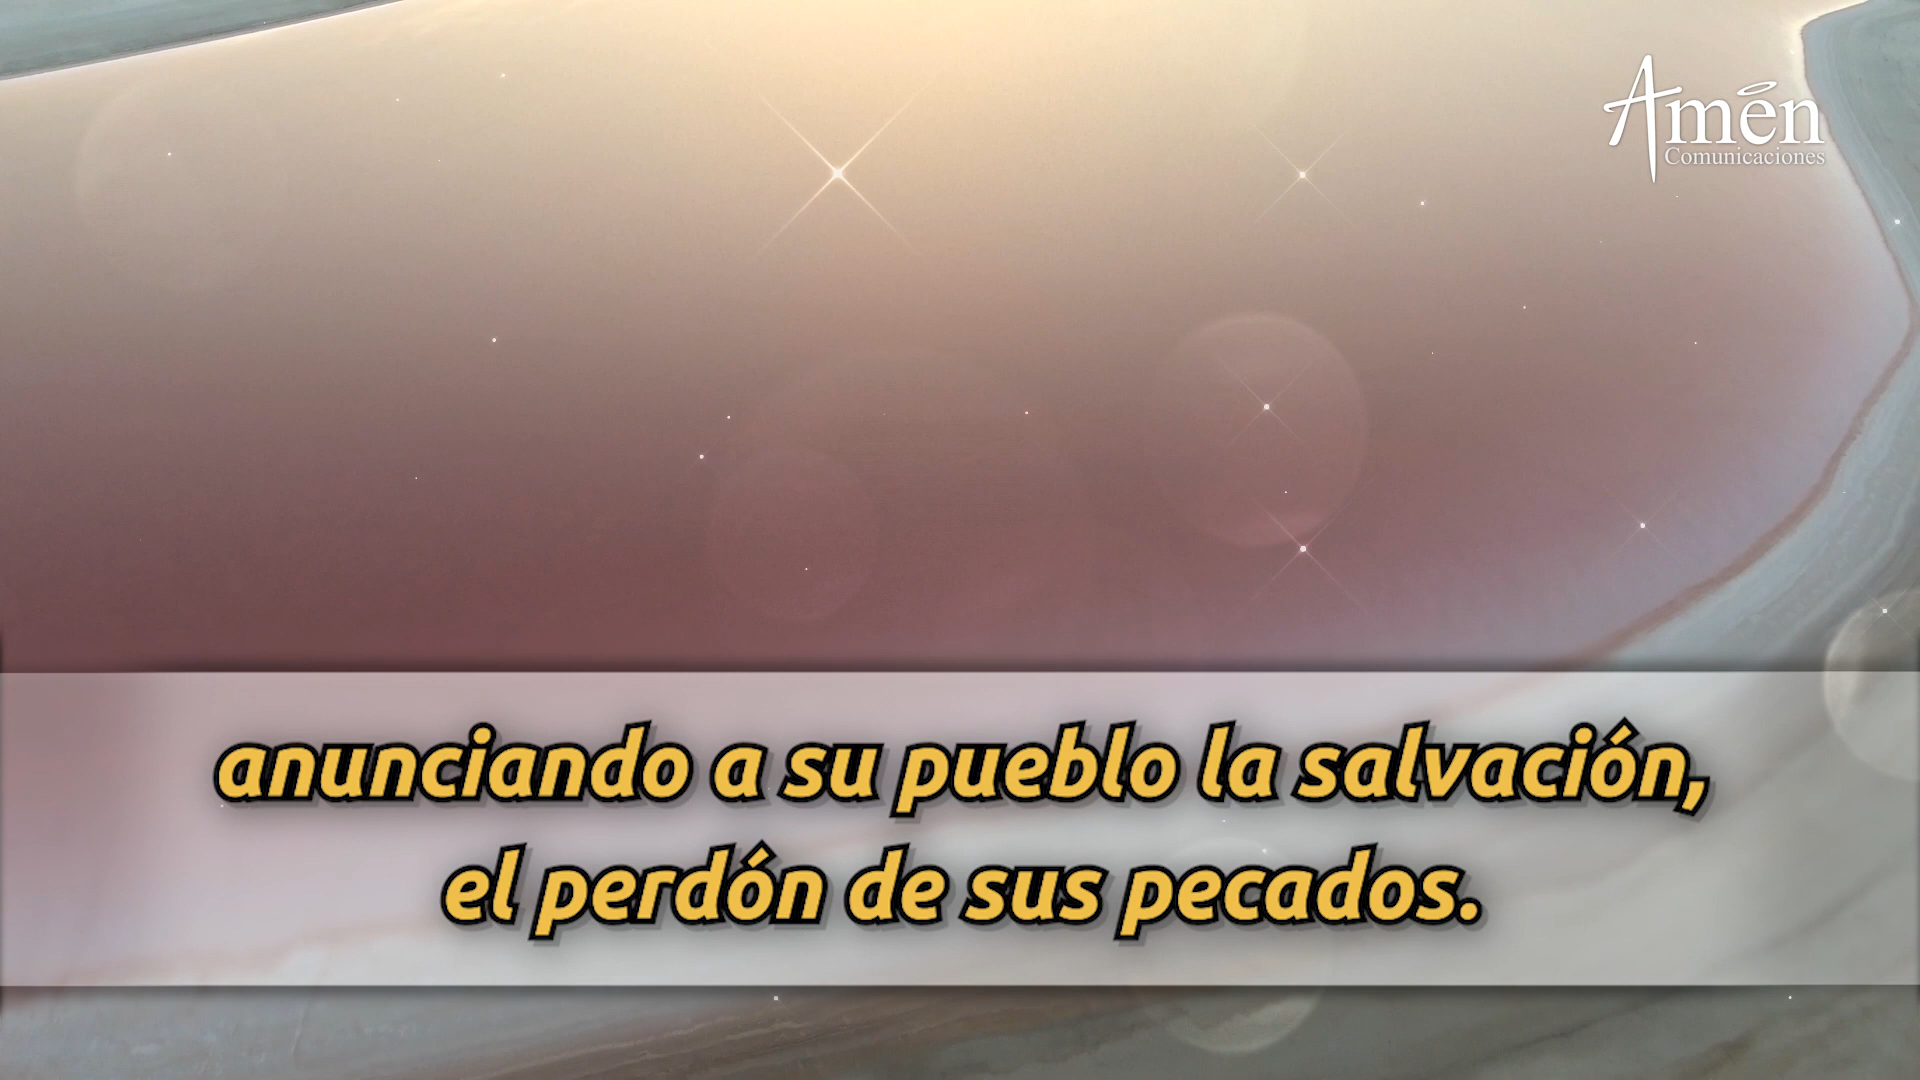 Amén
Comunicaciones
anunciando a su pueblo la salvación,
el perdón de sus pecados.